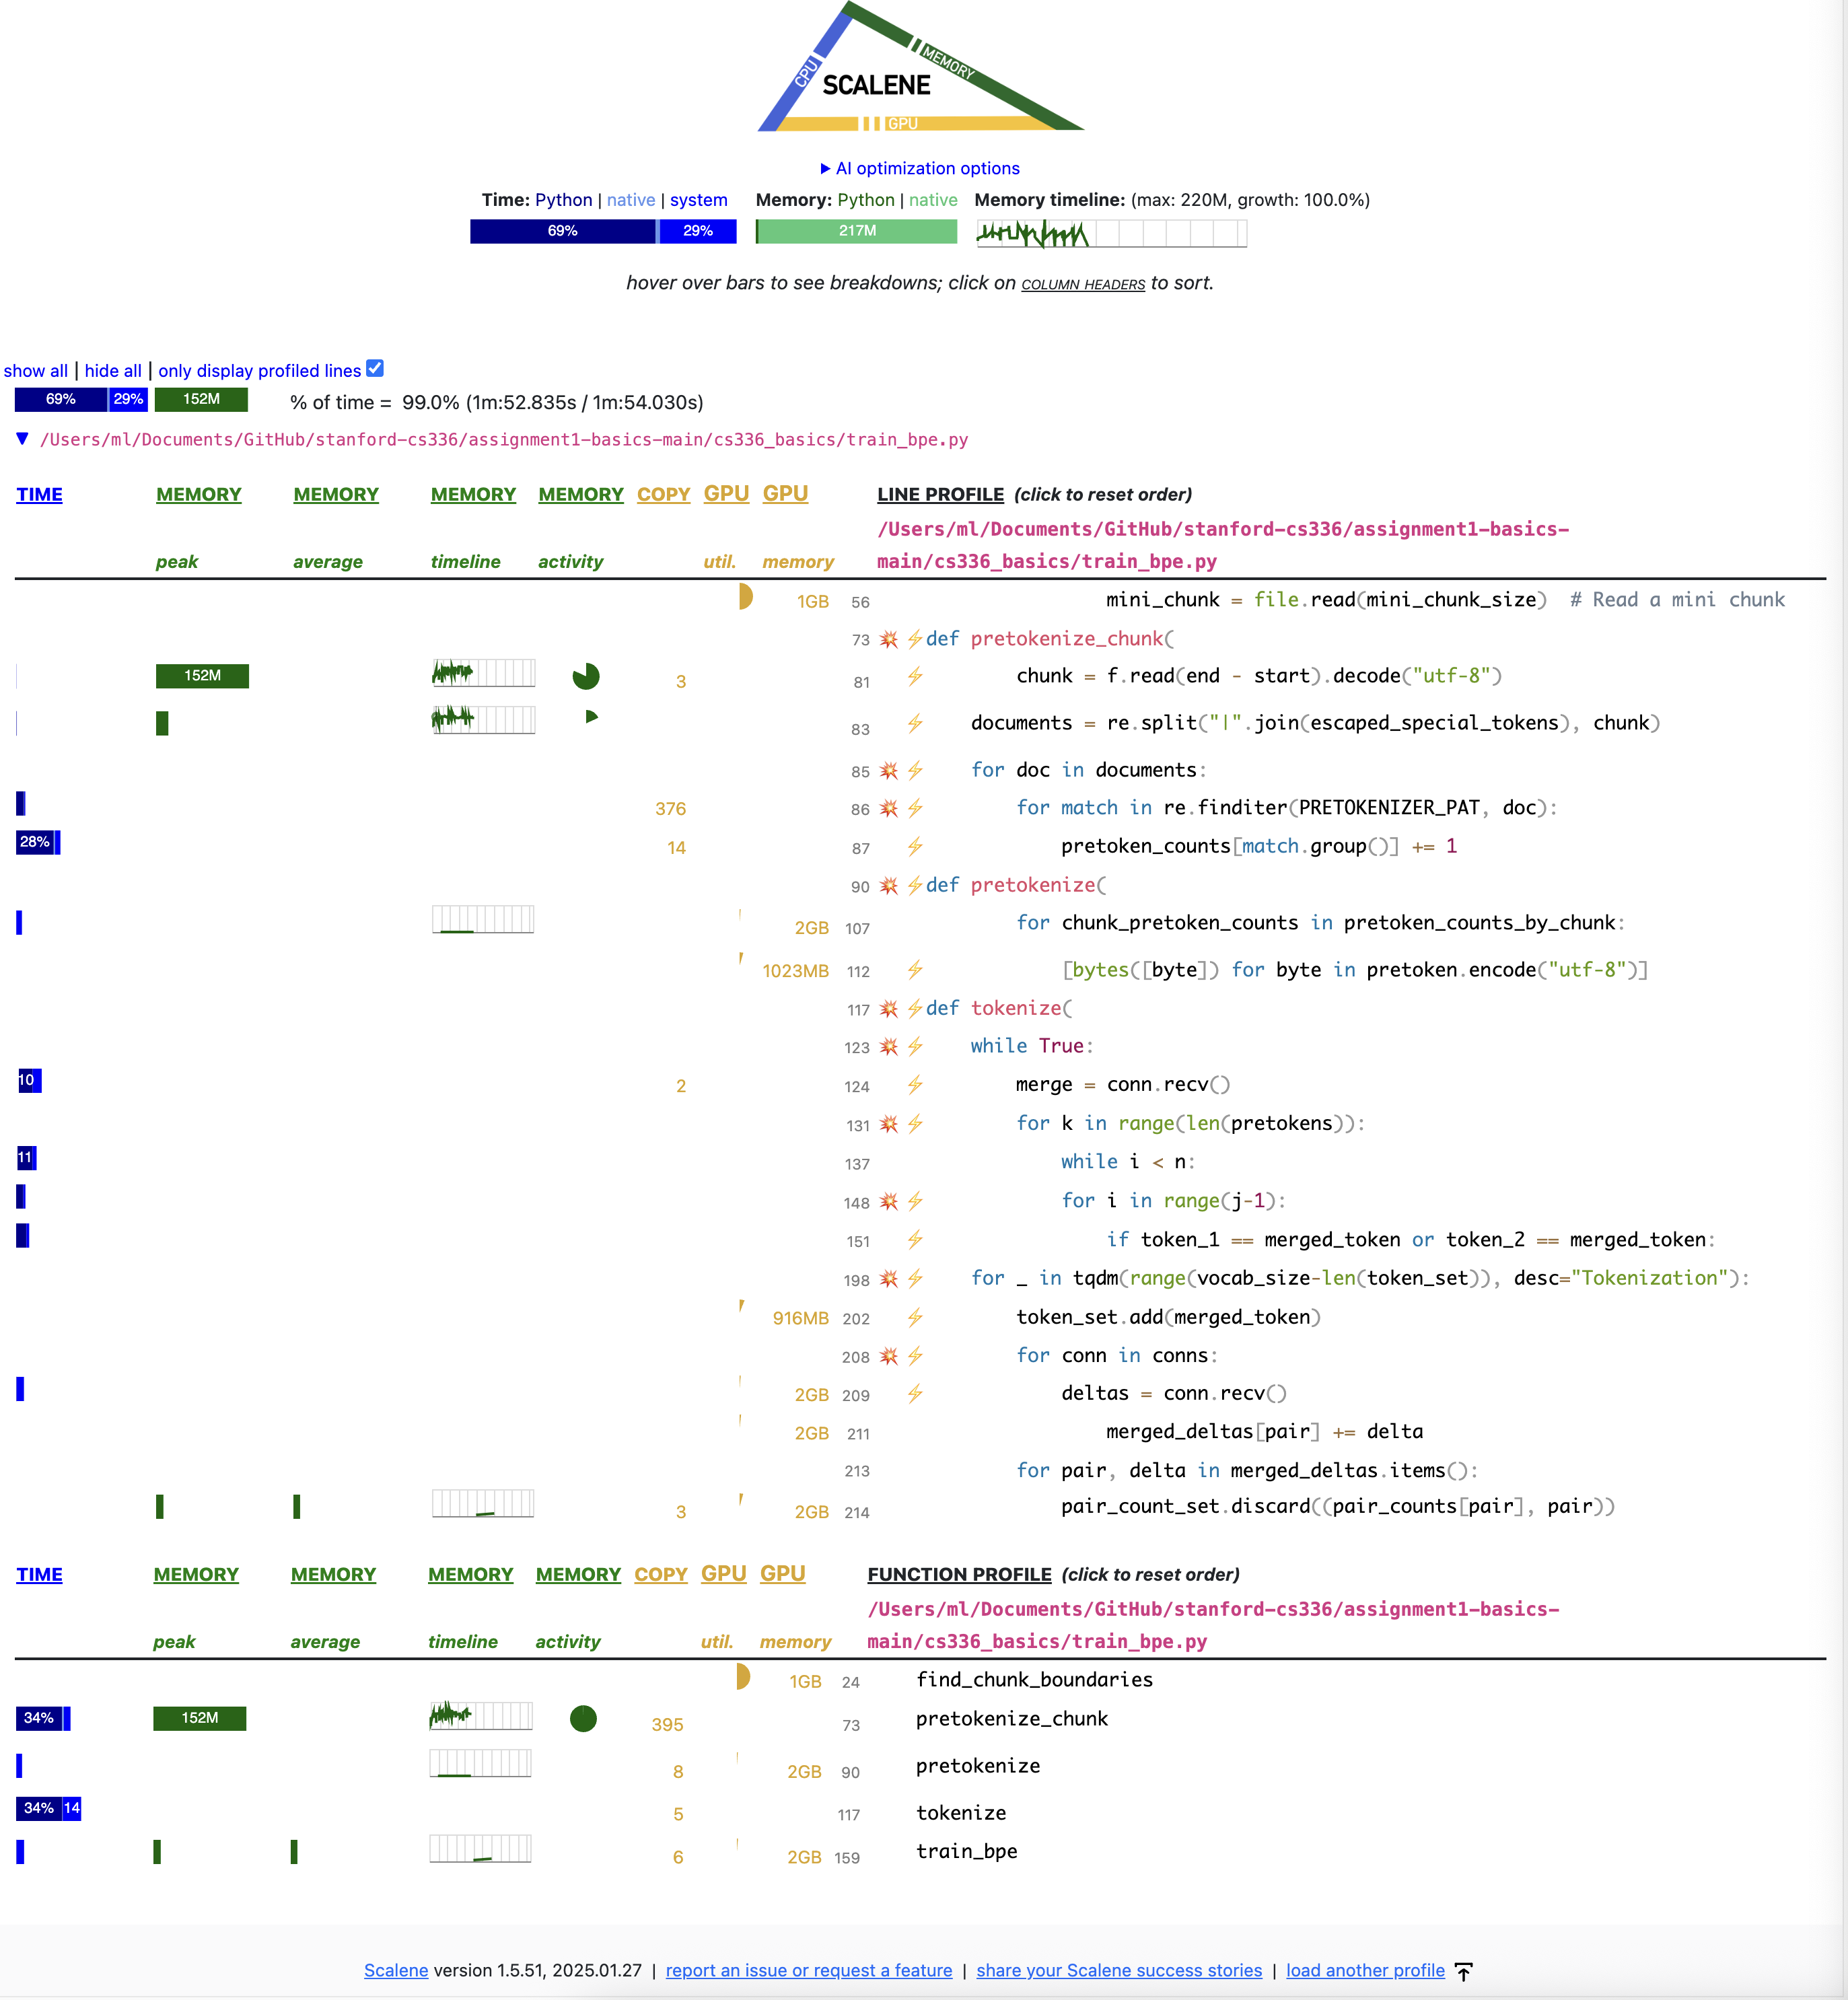 CPU
MEMORY
SCALENE
GPU
▶ AI optimization options
Time: Python | native | system
Memory: Python | native
Memory timeline: (max: 220M, growth: 100.0%)
69% 29%
217M
hover over bars to see breakdowns; click on COLUMN HEADERS to sort.
show all | hide all | only display profiled lines
69% 29% 152M % of time = 99.0% (1m:52.835s / 1m:54.030s)
▼ /Users/ml/Documents/GitHub/stanford-cs336/assignment1-basics-main/cs336_basics/train_bpe.py
TIME MEMORY MEMORY MEMORY MEMORY COPY GPU GPU LINE PROFILE (click to reset order)
/Users/ml/Documents/GitHub/stanford-cs336/assignment1-basics-
peak average timeline activity util. memory main/cs336_basics/train_bpe.py
1GB 56 mini_chunk = file.read(mini_chunk_size) # Read a mini chunk
73 💥 ⚡def pretokenize_chunk(
152M 3 81 ⚡ chunk = f.read(end - start).decode("utf-8")
83 ⚡ documents = re.split("|".join(escaped_special_tokens), chunk)
85 💥 ⚡ for doc in documents:
376 86 💥 ⚡ for match in re.finditer(PRETOKENIZER_PAT, doc):
28% 14 87 ⚡ pretoken_counts[match.group()] += 1
90 💥 ⚡def pretokenize(
2GB 107 for chunk_pretoken_counts in pretoken_counts_by_chunk:
1023MB 112 ⚡ [bytes([byte]) for byte in pretoken.encode("utf-8")]
117 💥 ⚡def tokenize(
123 💥 ⚡ while True:
10 2 124 ⚡ merge = conn.recv()
131 💥 ⚡ for k in range(len(pretokens)):
11 137 while i < n:
148 💥 ⚡ for i in range(j-1):
151 ⚡ if token_1 == merged_token or token_2 == merged_token:
198 💥 ⚡ for _ in tqdm(range(vocab_size-len(token_set)), desc="Tokenization"):
916MB 202 ⚡ token_set.add(merged_token)
208 💥 ⚡ for conn in conns:
2GB 209 ⚡ deltas = conn.recv()
2GB 211 merged_deltas[pair] += delta
213 for pair, delta in merged_deltas.items():
3 2GB 214 pair_count_set.discard((pair_counts[pair], pair))
TIME MEMORY MEMORY MEMORY MEMORY COPY GPU GPU FUNCTION PROFILE (click to reset order)
/Users/ml/Documents/GitHub/stanford-cs336/assignment1-basics-
peak average timeline activity util. memory main/cs336_basics/train_bpe.py
1GB 24 find_chunk_boundaries
34% 152M 395 73 pretokenize_chunk
8 2GB 90 pretokenize
34% 14 5 117 tokenize
6 2GB 159 train_bpe
Scalene version 1.5.51, 2025.01.27 | report an issue or request a feature | share your Scalene success stories | load another profile